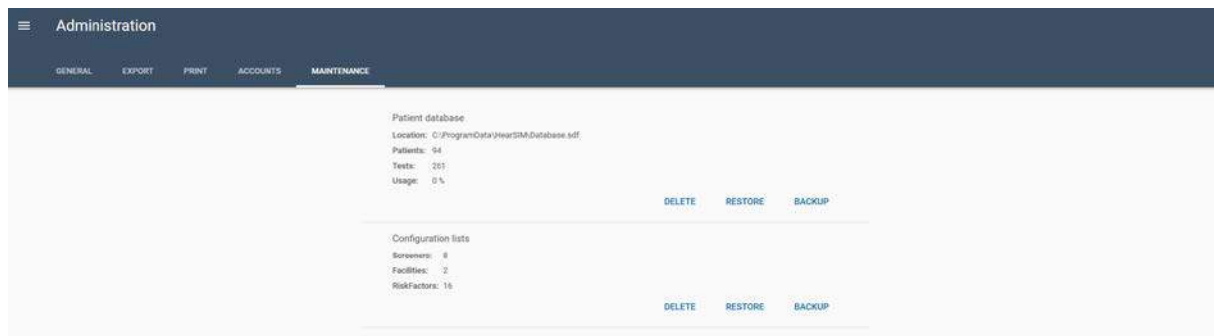 Administration
GENERAL EXPORT PRINT ACCOUNTS MAINTENANCE
Patient database
Location: C:\ProgramData\HearSIM\Database.sdf
Patients: 94
Tests: 261
Usage: 0 %
DELETE RESTORE BACKUP
Configuration lists
Screeners: 8
Facilities: 2
RiskFactors: 16
DELETE RESTORE BACKUP